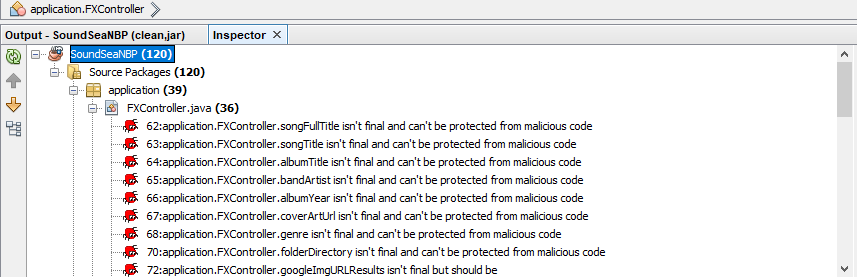 application.FXController
Output - SoundSeaNBP (clean,jar)
Inspector
SoundSeaNBP (120)
Source Packages (120)
application (39)
FXController.java (36)
62:application.FXController.songFullTitle isn't final and can't be protected from malicious code
63:application.FXController.songTitle isn't final and can't be protected from malicious code
64:application.FXController.albumTitle isn't final and can't be protected from malicious code
65:application.FXController.bandArtist isn't final and can't be protected from malicious code
66:application.FXController.albumYear isn't final and can't be protected from malicious code
67:application.FXController.coverArtUrl isn't final and can't be protected from malicious code
68:application.FXController.genre isn't final and can't be protected from malicious code
70:application.FXController.folderDirectory isn't final and can't be protected from malicious code
72:application.FXController.googleImgURLResults isn't final but should be